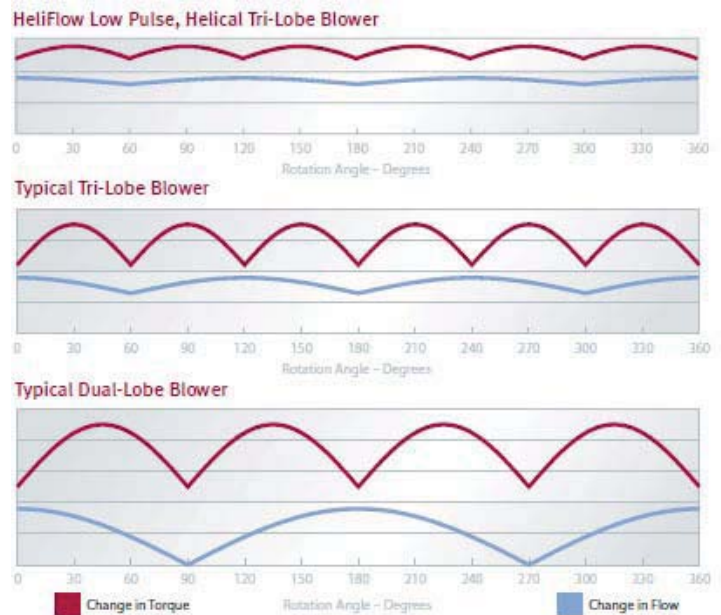 HeliFlow Low Pulse, Helical Tri-Lobe Blower
0 30 60 90 120 150 180 210 240 270 300 330 360
Rotation Angle – Degrees
Typical Tri-Lobe Blower
0 30 60 90 120 150 180 210 240 270 300 330 360
Rotation Angle – Degrees
Typical Dual-Lobe Blower
0 30 60 90 120 150 180 210 240 270 300 330 360
Change in Torque Rotation Angle – Degrees Change in Flow